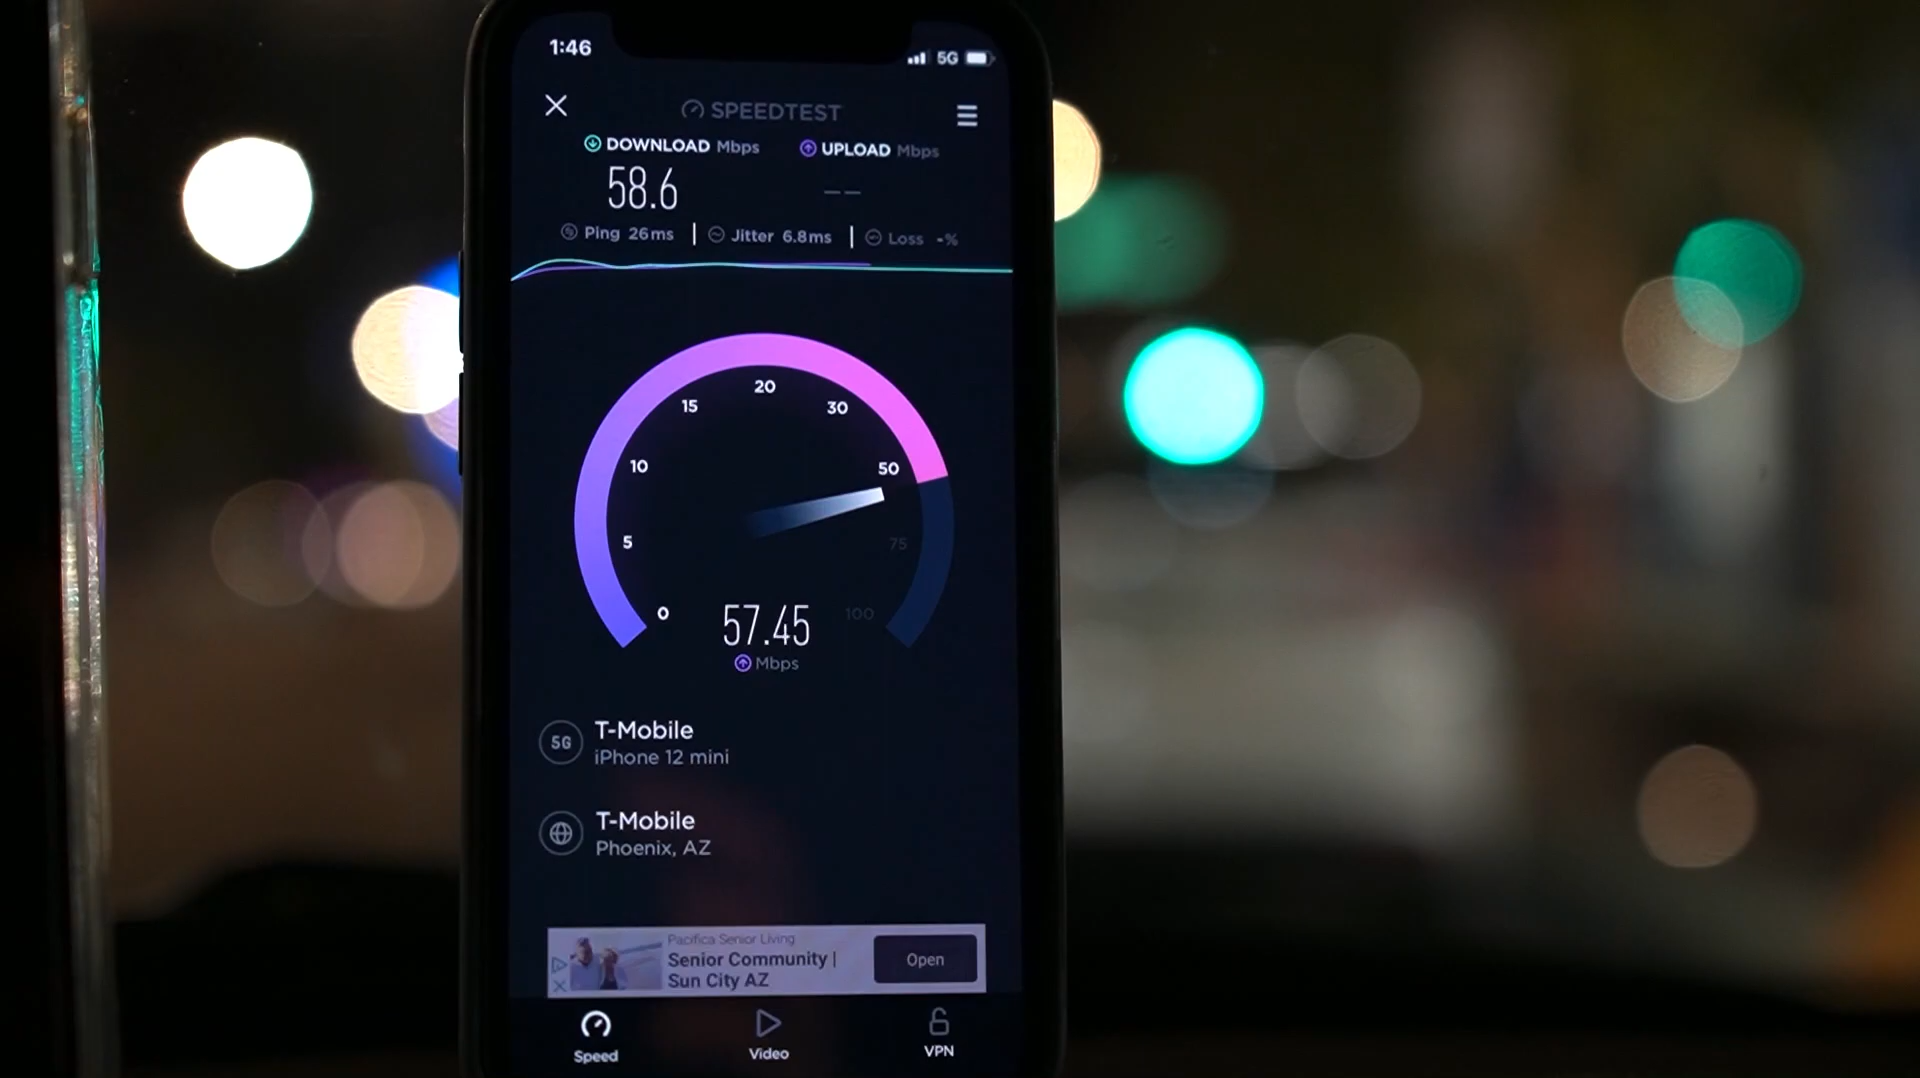 1:46
5G
SPEEDTEST
DOWNLOAD Mbps
UPLOAD Mbps
58.6
——
Ping 26ms | Jitter 6.8ms | Loss -%
20
15
30
10
50
5
75
0
100
57.45
Mbps
5G
T-Mobile
iPhone 12 mini
T-Mobile
Phoenix, AZ
Pacifica Senior Living
Senior Community |
Sun City AZ
Open
Speed
Video
VPN